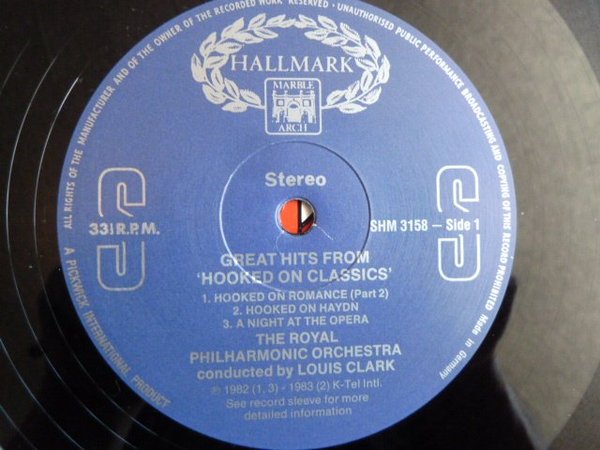 ALL RIGHTS OF THE MANUFACTURER AND OF THE OWNER OF THE RECORDED WORK RESERVED - UNAUTHORISED PUBLIC PERFORMANCE BROADCASTING AND COPYING OF THIS RECORD PROHIBITED Made in Germany
HALLMARK
MARBLE
ARCH
Stereo
33⅓ R.P.M.
SHM 3158 – Side 1
GREAT HITS FROM
'HOOKED ON CLASSICS'
1. HOOKED ON ROMANCE (Part 2)
2. HOOKED ON HAYDN
3. A NIGHT AT THE OPERA
THE ROYAL
PHILHARMONIC ORCHESTRA
conducted by LOUIS CLARK
℗ 1982 (1, 3) - 1983 (2) K-Tel Intl.
See record sleeve for more
detailed information
A PICKWICK INTERNATIONAL PRODUCT